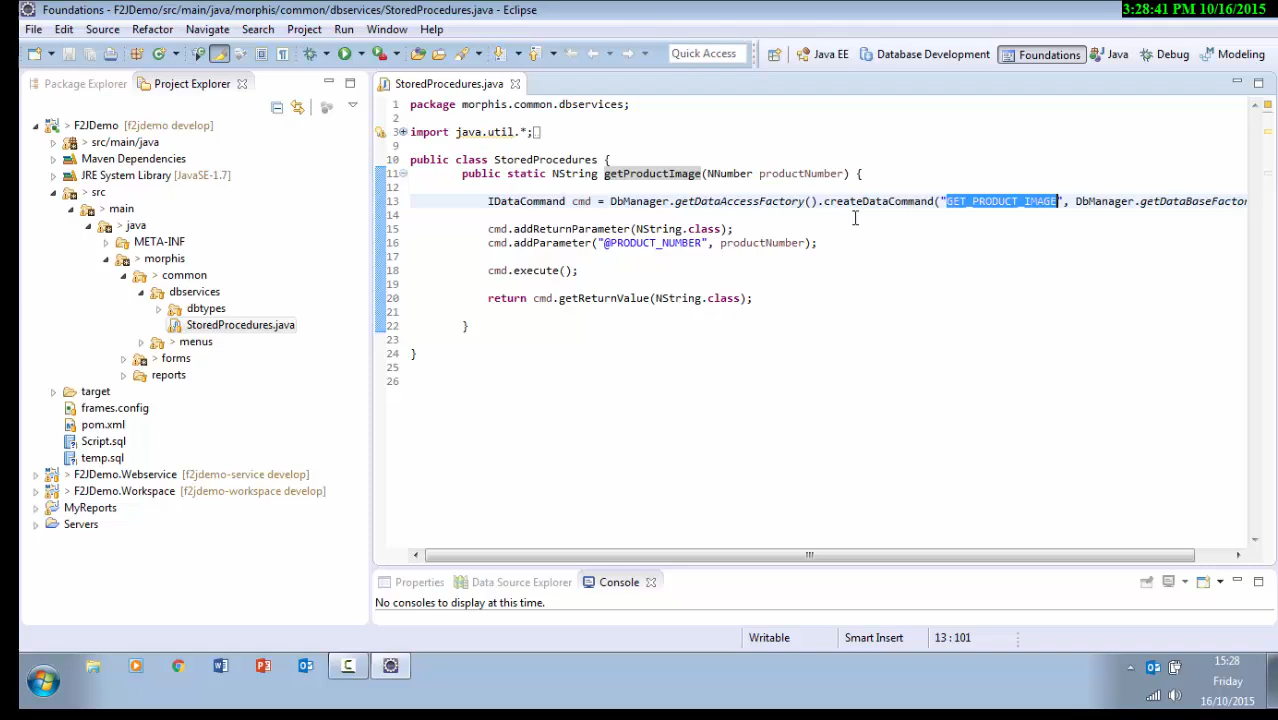 Foundations - F2JDemo/src/main/java/morphis/common/dbservices/StoredProcedures.java - Eclipse
3:28:41 PM 10/16/2015
File Edit Source Refactor Navigate Search Project Run Window Help
Quick Access
Java EE
Database Development
Foundations
Java
Debug
Modeling
Package Explorer
Project Explorer
F2JDemo [f2jdemo develop]
> src/main/java
Maven Dependencies
JRE System Library [JavaSE-1.7]
> src
> main
> java
META-INF
> morphis
> common
> dbservices
> dbtypes
StoredProcedures.java
> menus
> forms
reports
target
frames.config
pom.xml
Script.sql
temp.sql
> F2JDemo.Webservice [f2jdemo-service develop]
> F2JDemo.Workspace [f2jdemo-workspace develop]
MyReports
Servers
StoredProcedures.java
1 package morphis.common.dbservices;
2
3 import java.util.*;
9
10 public class StoredProcedures {
11 public static NString getProductImage(NNumber productNumber) {
12
13 IDataCommand cmd = DbManager.getDataAccessFactory().createDataCommand("GET_PRODUCT_IMAGE", DbManager.getDataBaseFactor
14
15 cmd.addReturnParameter(NString.class);
16 cmd.addParameter("@PRODUCT_NUMBER", productNumber);
17
18 cmd.execute();
19
20 return cmd.getReturnValue(NString.class);
21
22 }
23
24 }
25
26
Properties
Data Source Explorer
Console
No consoles to display at this time.
Writable
Smart Insert
13 : 101
15:28
Friday
16/10/2015